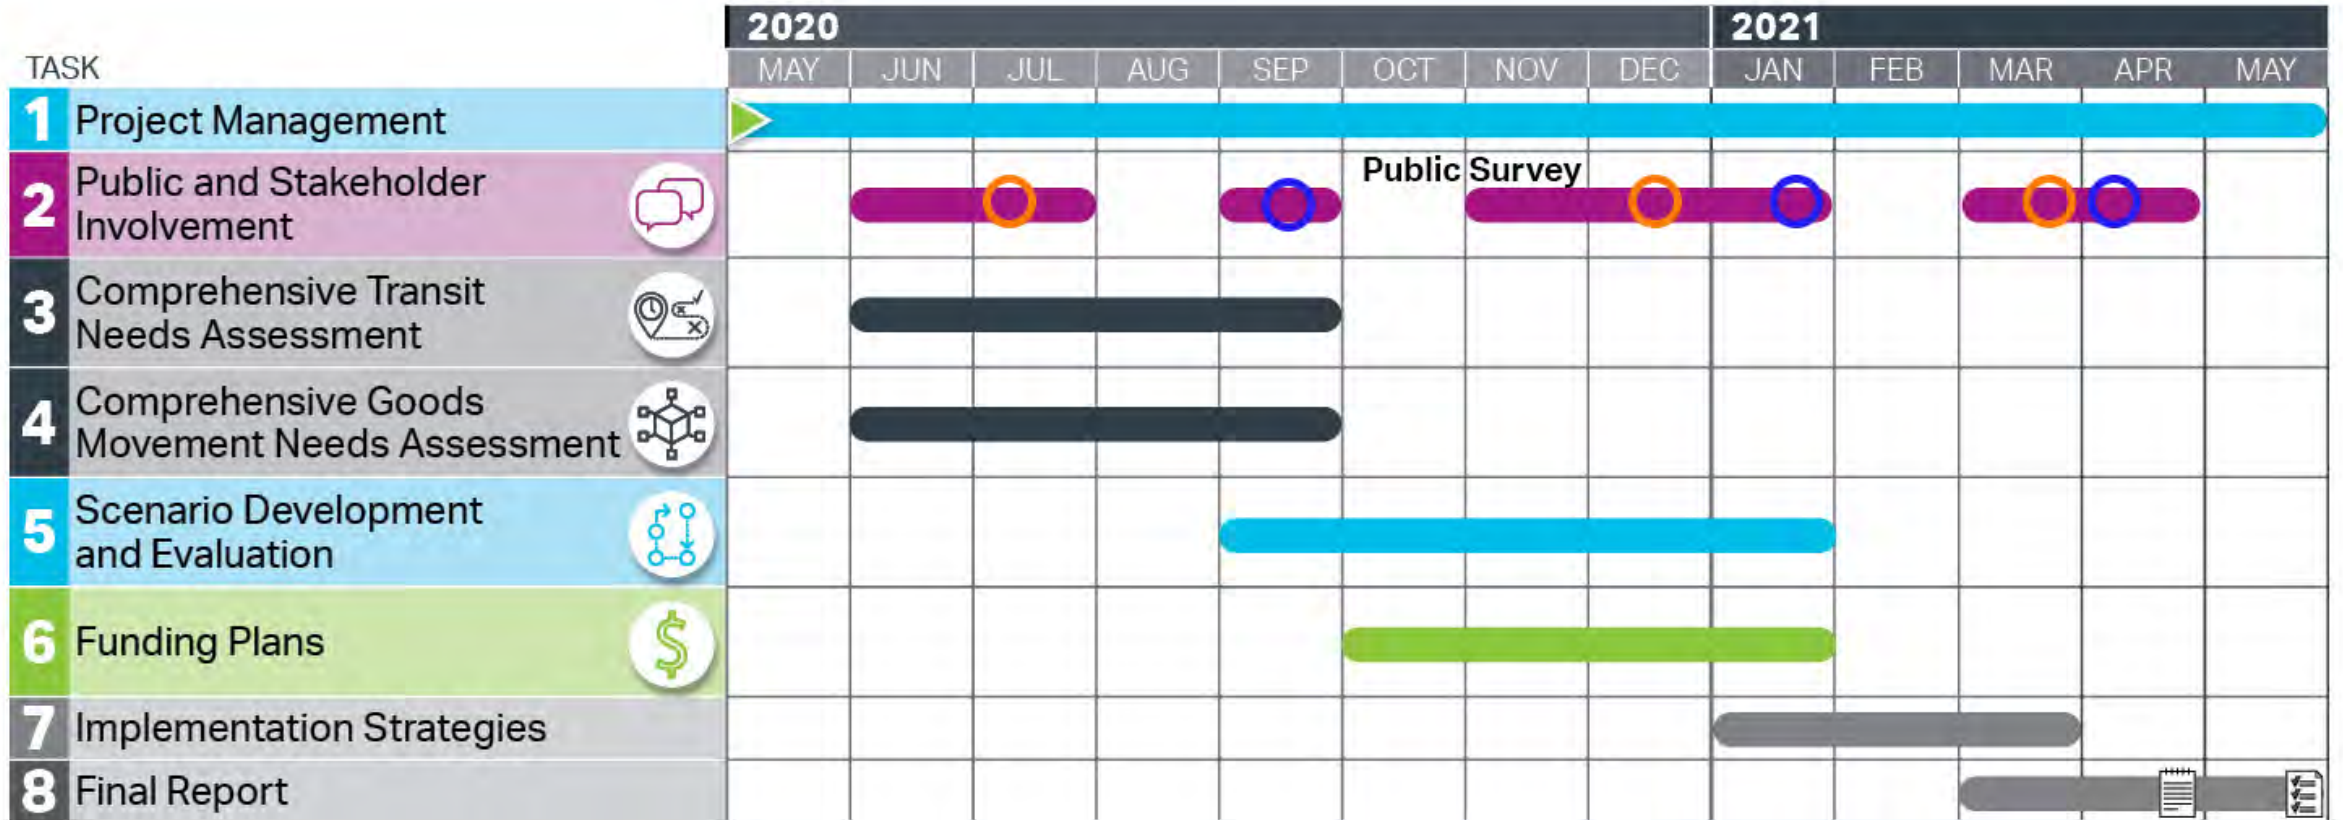 2020 2021
TASK MAY JUN JUL AUG SEP OCT NOV DEC JAN FEB MAR APR MAY
1 Project Management
Public Survey
2 Public and Stakeholder
Involvement
3 Comprehensive Transit
Needs Assessment
4 Comprehensive Goods
Movement Needs Assessment
5 Scenario Development
and Evaluation
6 Funding Plans $
7 Implementation Strategies
8 Final Report